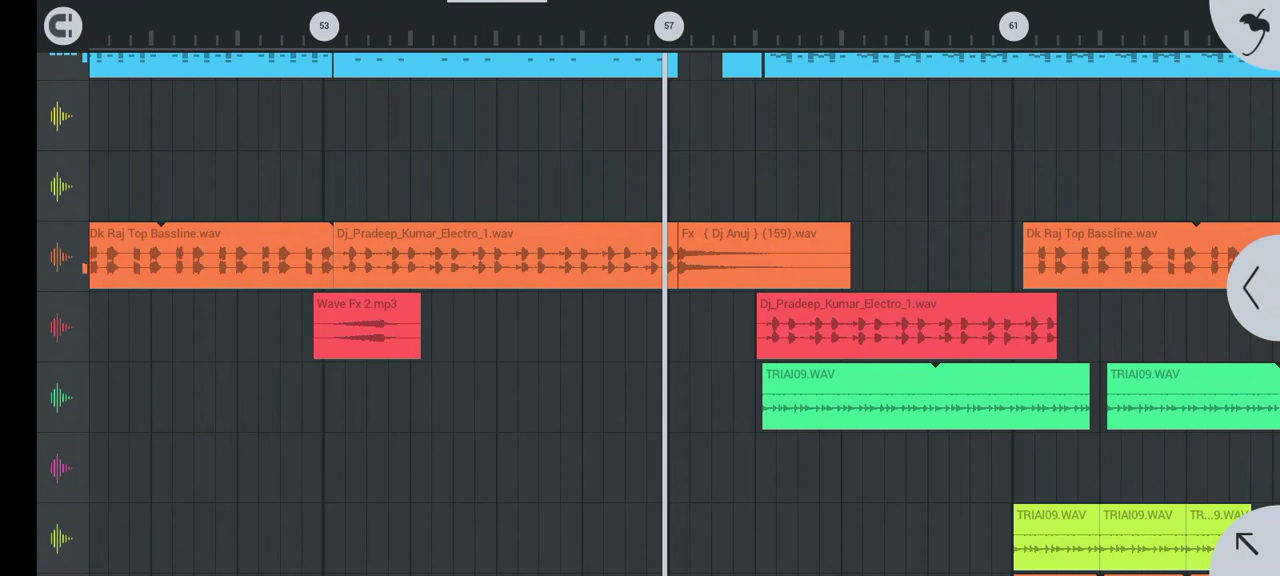 53
57
61
Dk Raj Top Bassline.wav
Dj_Pradeep_Kumar_Electro_1.wav
Fx { Dj Anuj } (159).wav
Dk Raj Top Bassline.wav
Wave Fx 2.mp3
Dj_Pradeep_Kumar_Electro_1.wav
TRIAI09.WAV
TRIAI09.WAV
TRIAI09.WAV
TRIAI09.WAV
TR...9.WAV